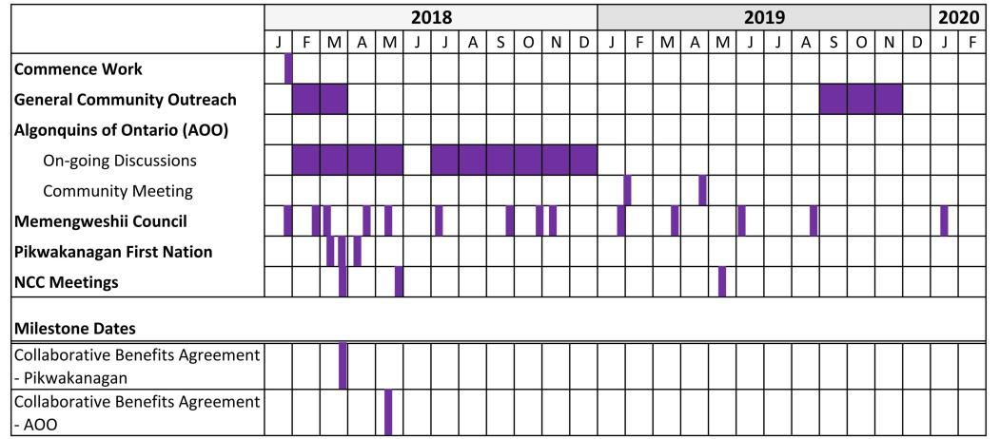 2018 2019 2020
J F M A M J J A S O N D J F M A M J J A S O N D J F
Commence Work
General Community Outreach
Algonquins of Ontario (AOO)
On-going Discussions
Community Meeting
Memengweshii Council
Pikwakanagan First Nation
NCC Meetings
Milestone Dates
Collaborative Benefits Agreement
- Pikwakanagan
Collaborative Benefits Agreement
- AOO